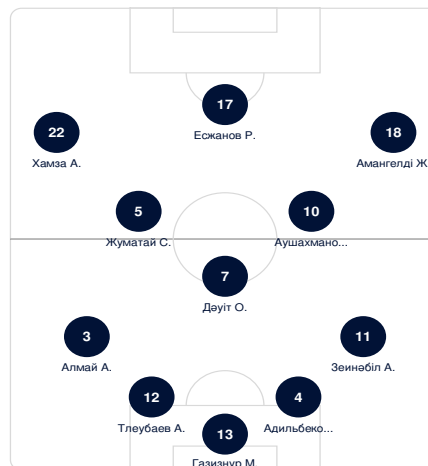 17
Есжанов Р.
22
Хамза А.
18
Амангелді Ж
5
Жуматай С.
10
Аушахмано...
7
Дәуіт О.
3
Алмай А.
11
Зеинәбіл А.
12
Тлеубаев А.
4
Адильбеко...
13
Газизнур М